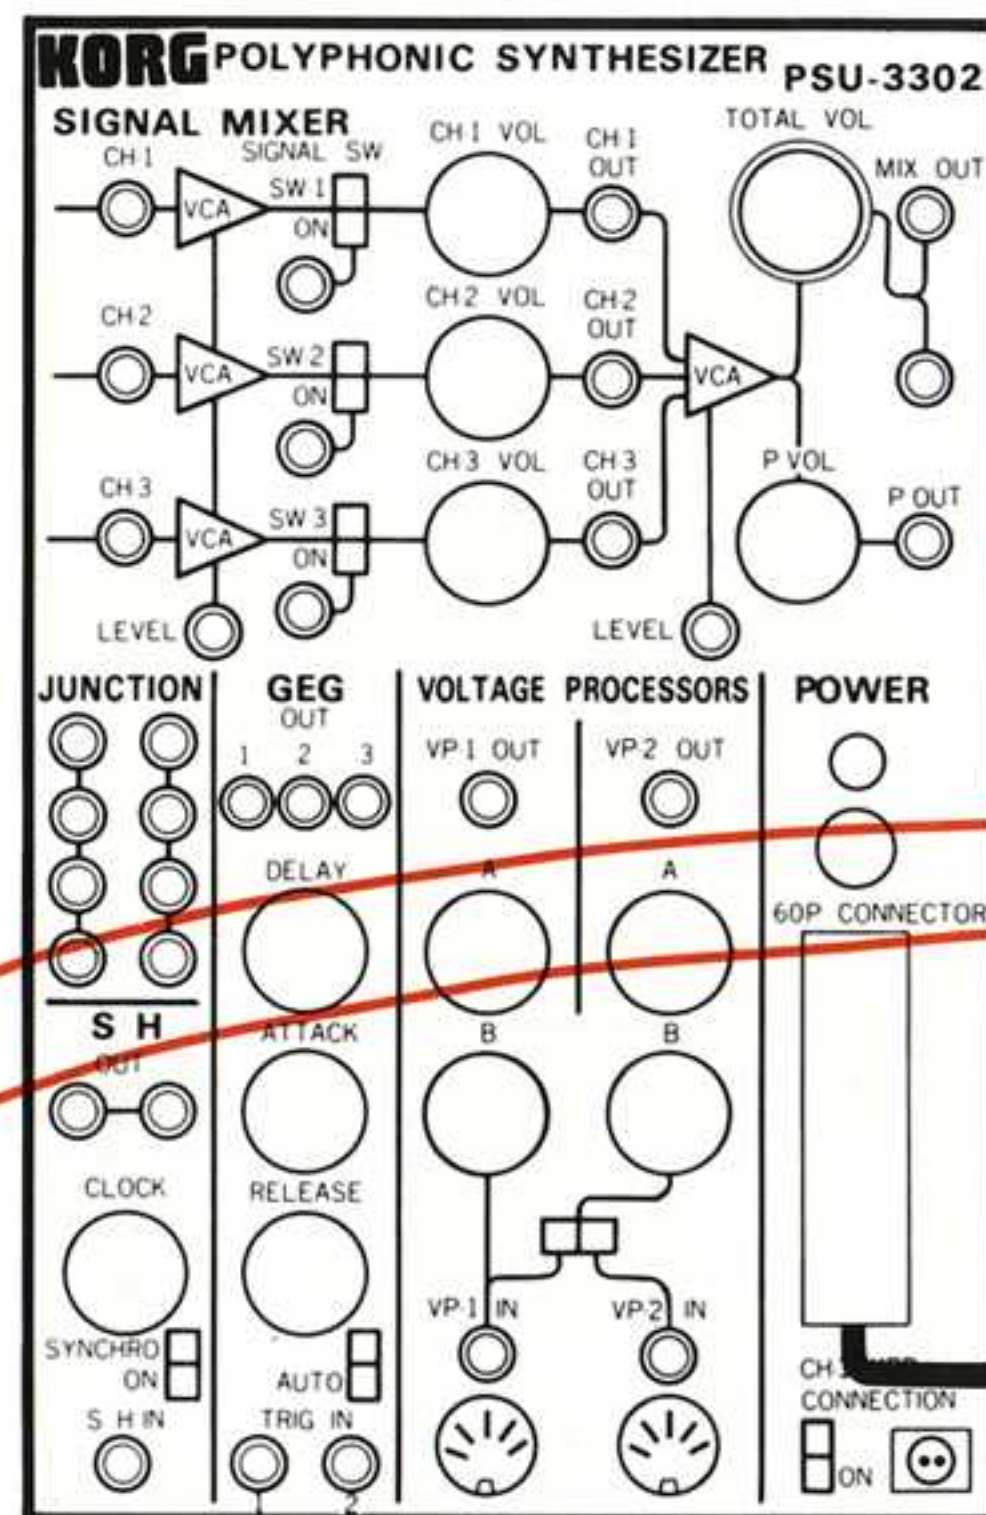 KORG POLYPHONIC SYNTHESIZER PSU-3302
SIGNAL MIXER
CH-1
SIGNAL SW
CH-1 VOL
CH-1
OUT
TOTAL VOL
MIX OUT
VCA
SW-1
ON
CH-2
CH-2 VOL
CH-2
OUT
VCA
SW-2
ON
VCA
CH-3
CH-3 VOL
CH-3
OUT
P VOL
P OUT
VCA
SW-3
ON
LEVEL
LEVEL
JUNCTION
GEG
OUT
1 2 3
VOLTAGE PROCESSORS
VP-1 OUT
VP-2 OUT
POWER
DELAY
A
A
60P CONNECTOR
S H
OUT
ATTACK
B
B
CLOCK
RELEASE
SYNCHRO
ON
AUTO
VP-1 IN
VP-2 IN
S H IN
TRIG IN
1 2
CH-
CONNECTION
ON